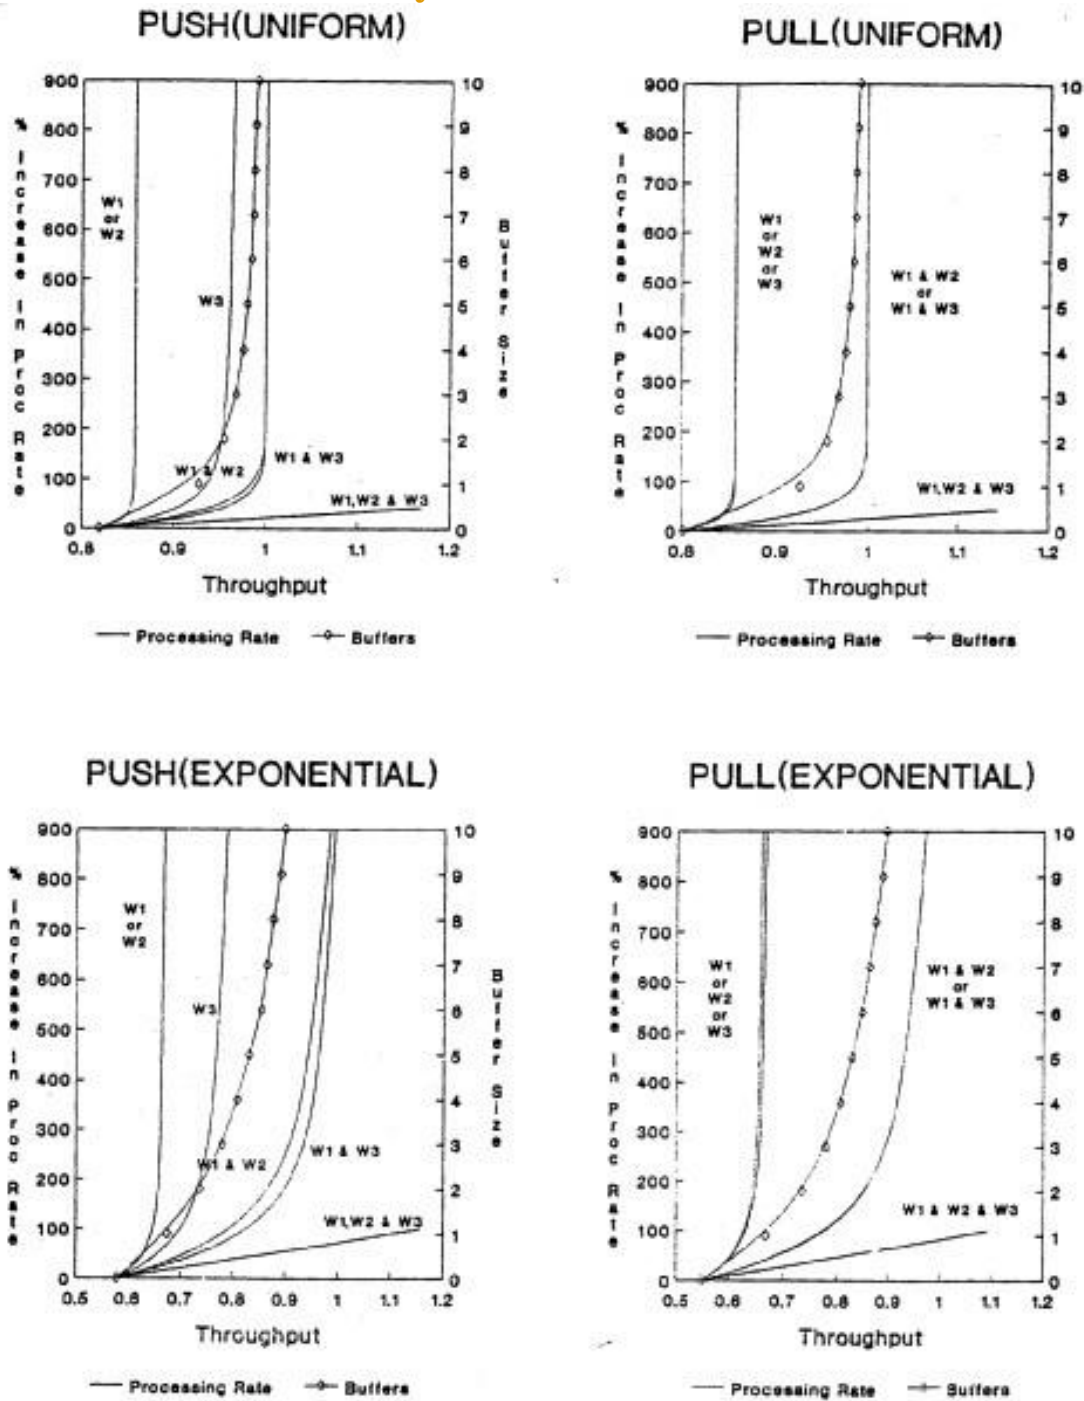 PUSH(UNIFORM)
900
800
700
600
500
400
300
200
100
0
10
9
8
7
6
5
4
3
2
1
0
0.8
0.9
1
1.1
1.2
% Increase in Proc Rate
Buffer Size
W1
or
W2
W3
W1 & W2
W1 & W3
W1,W2 & W3
Throughput
Processing Rate
Buffers
PULL(UNIFORM)
900
800
700
600
500
400
300
200
100
0
10
9
8
7
6
5
4
3
2
1
0
0.8
0.9
1
1.1
1.2
% Increase in Proc Rate
W1
or
W2
or
W3
W1 & W2
or
W1 & W3
W1,W2 & W3
Throughput
Processing Rate
Buffers
PUSH(EXPONENTIAL)
900
800
700
600
500
400
300
200
100
0
10
9
8
7
6
5
4
3
2
1
0
0.5
0.6
0.7
0.8
0.9
1
1.1
1.2
% Increase in Proc Rate
Buffer Size
W1
or
W2
W3
W1 & W2
W1 & W3
W1,W2 & W3
Throughput
Processing Rate
Buffers
PULL(EXPONENTIAL)
900
800
700
600
500
400
300
200
100
0
10
9
8
7
6
5
4
3
2
1
0
0.5
0.6
0.7
0.8
0.9
1
1.1
1.2
% Increase in Proc Rate
W1
or
W2
or
W3
W1 & W2
or
W1 & W3
W1 & W2 & W3
Throughput
Processing Rate
Buffers